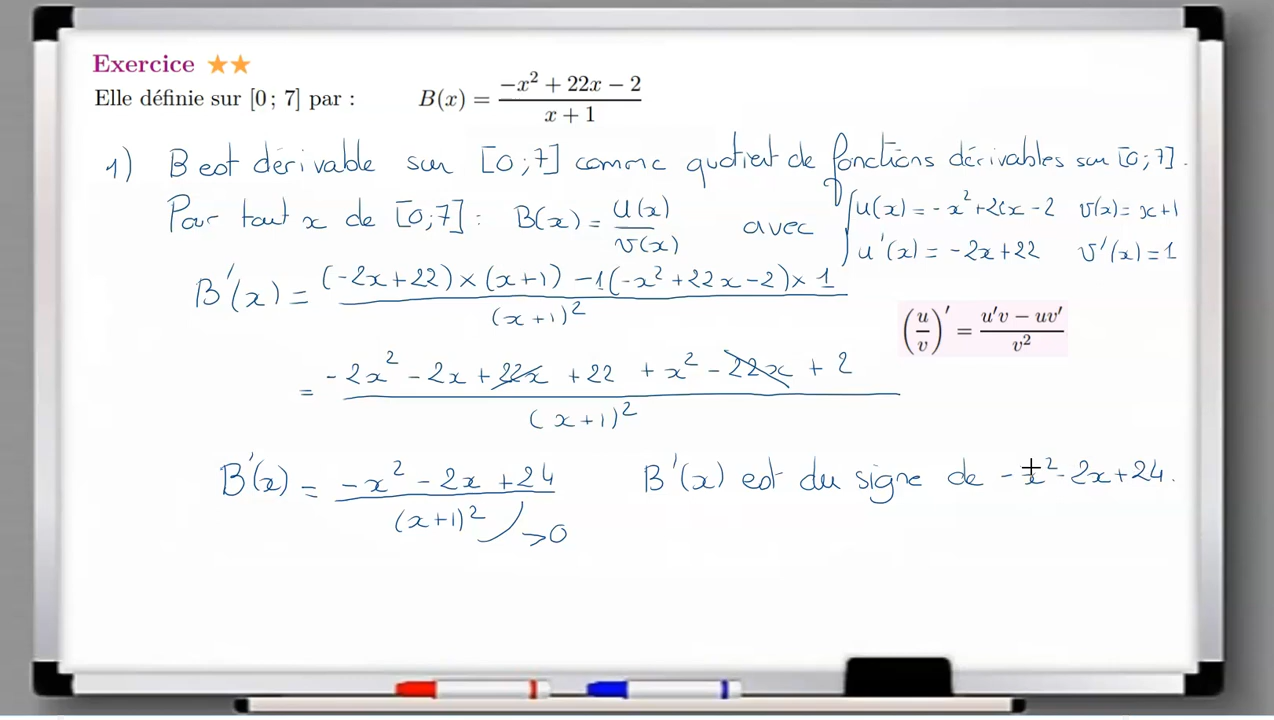 Exercice ★★
Elle définie sur [0 ; 7] par : B(x) = (−x² + 22x − 2)/(x + 1)
1) B est dérivable sur [0;7] comme quotient de fonctions dérivables sur [0;7].
Pour tout x de [0;7] : B(x) = u(x)/v(x) avec u(x) = -x²+22x-2 v(x) = x+1
u'(x) = -2x+22 v'(x) = 1
B'(x) = ((-2x+22)×(x+1) -1(-x²+22x-2)×1)/(x+1)²
(u/v)′ = (u′v − uv′)/v²
= (-2x² -2x +22x +22 +x² -22x +2)/(x+1)²
B'(x) = (-x² -2x +24)/(x+1)² >0 B'(x) est du signe de -x²-2x+24.